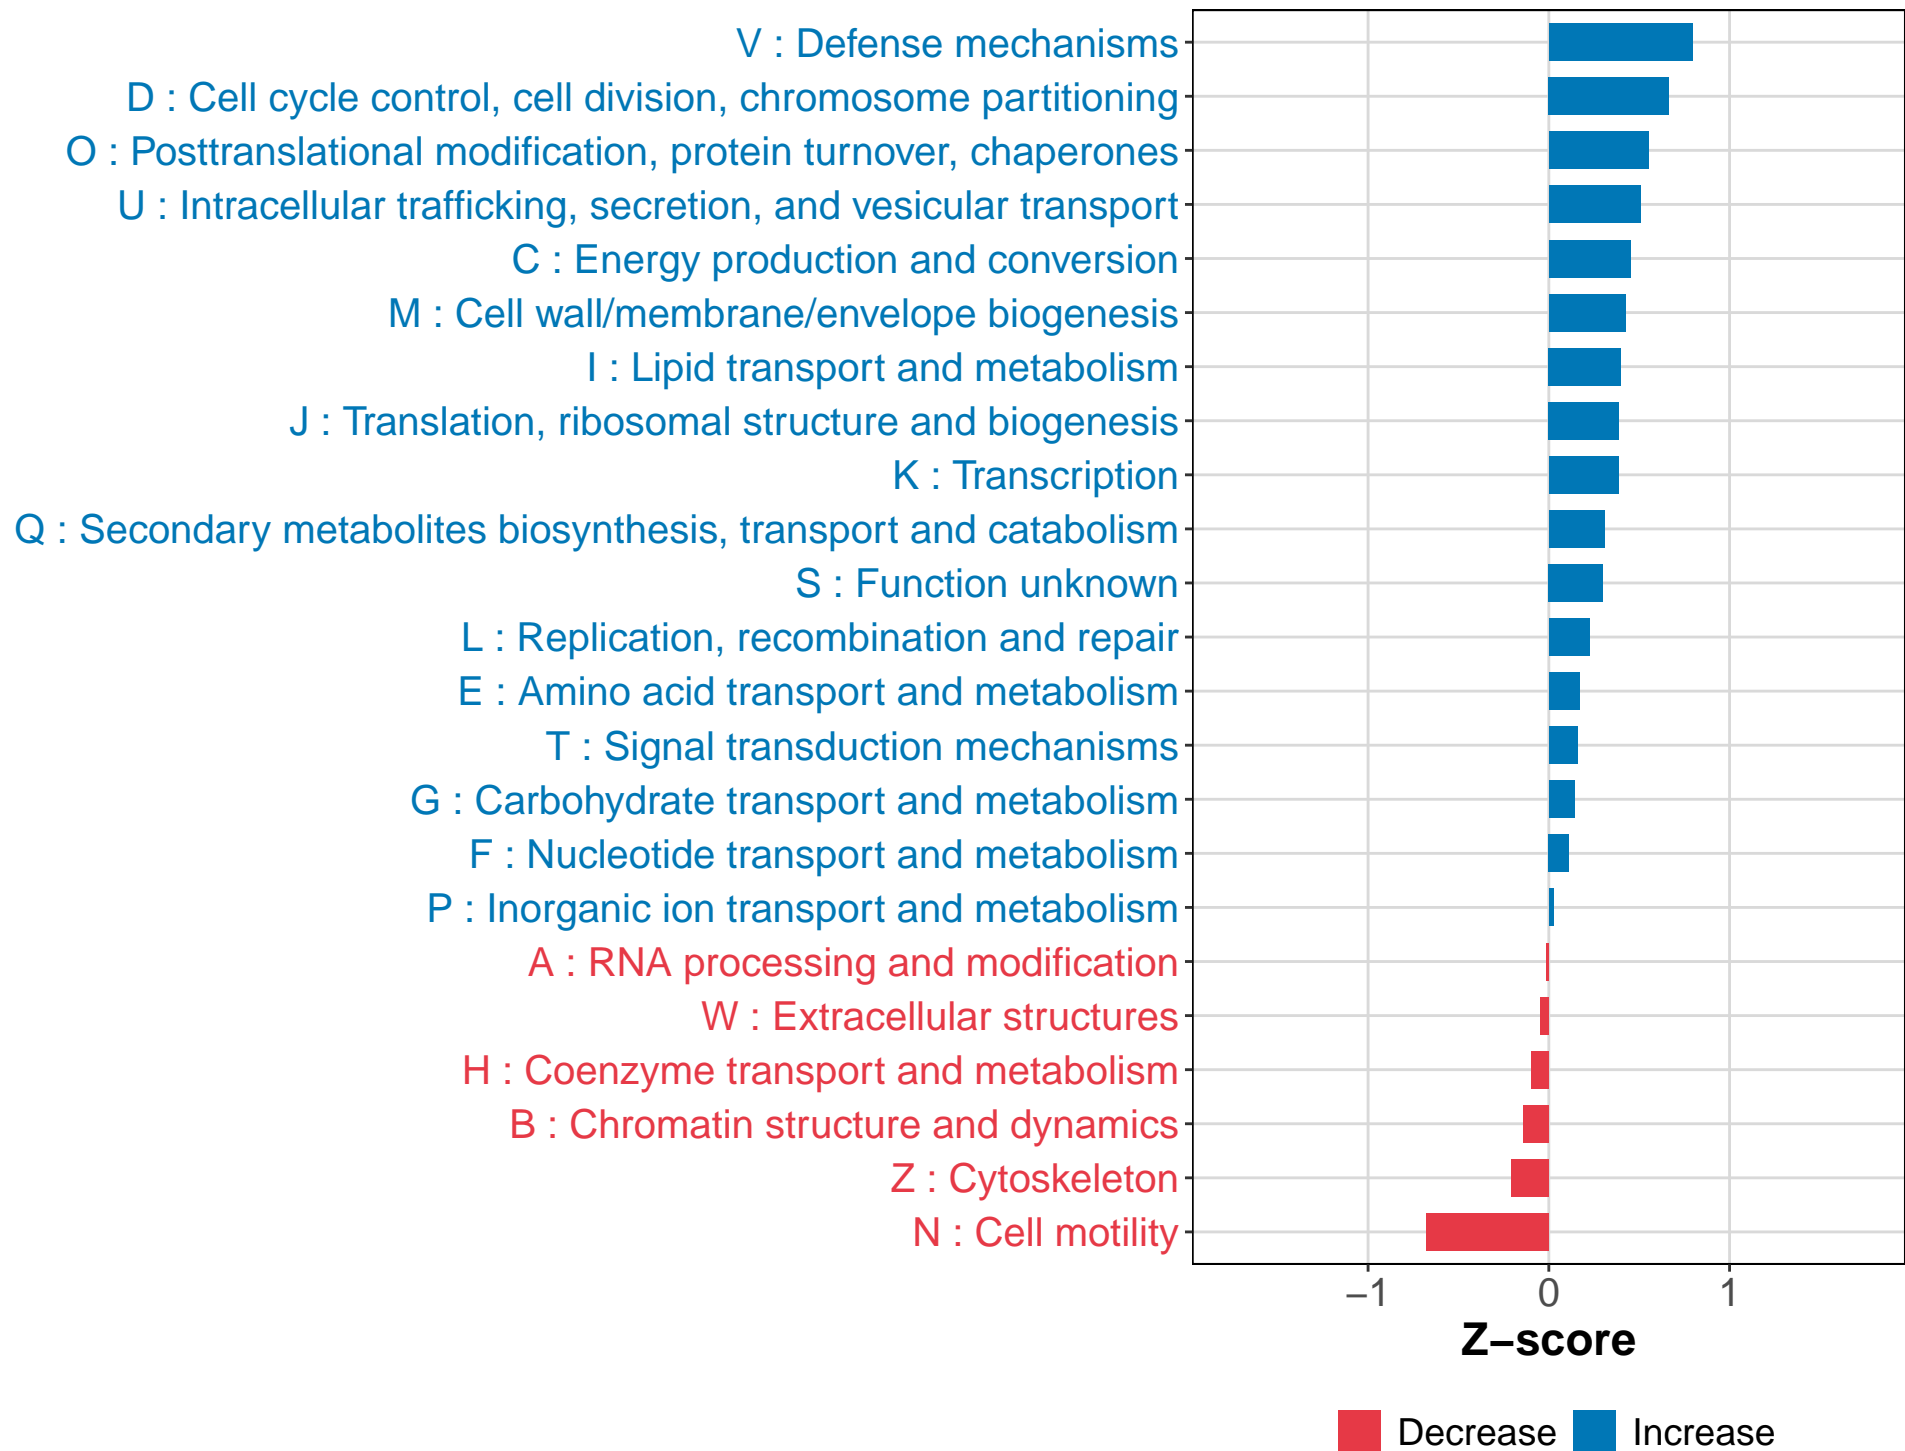 V : Defense mechanisms
D : Cell cycle control, cell division, chromosome partitioning
O : Posttranslational modification, protein turnover, chaperones
U : Intracellular trafficking, secretion, and vesicular transport
C : Energy production and conversion
M : Cell wall/membrane/envelope biogenesis
I : Lipid transport and metabolism
J : Translation, ribosomal structure and biogenesis
K : Transcription
Q : Secondary metabolites biosynthesis, transport and catabolism
S : Function unknown
L : Replication, recombination and repair
E : Amino acid transport and metabolism
T : Signal transduction mechanisms
G : Carbohydrate transport and metabolism
F : Nucleotide transport and metabolism
P : Inorganic ion transport and metabolism
A : RNA processing and modification
W : Extracellular structures
H : Coenzyme transport and metabolism
B : Chromatin structure and dynamics
Z : Cytoskeleton
N : Cell motility
−1 0 1
Z−score
Decrease Increase